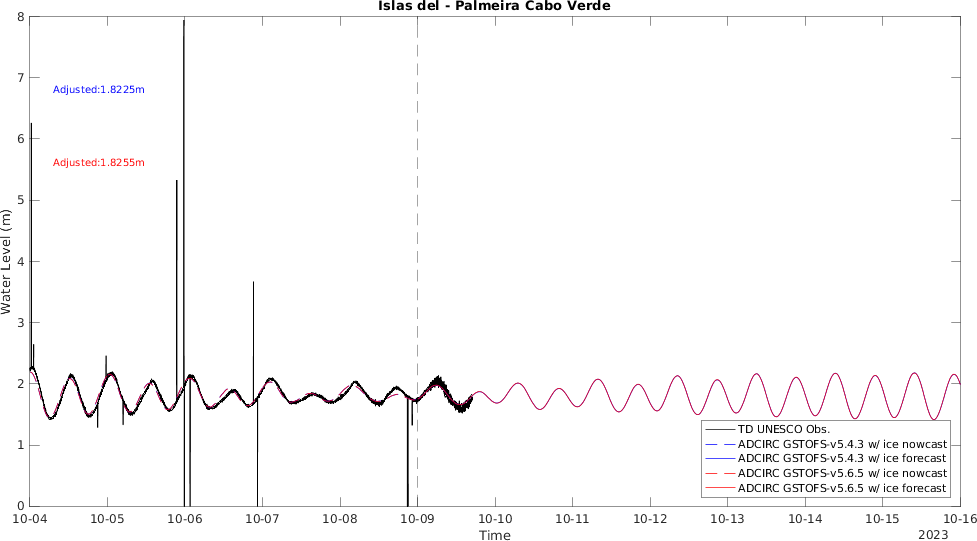 Islas del - Palmeira Cabo Verde
8
7
6
5
4
3
2
1
0
Water Level (m)
Adjusted:1.8225m
Adjusted:1.8255m
TD UNESCO Obs.
ADCIRC GSTOFS-v5.4.3 w/ ice nowcast
ADCIRC GSTOFS-v5.4.3 w/ ice forecast
ADCIRC GSTOFS-v5.6.5 w/ ice nowcast
ADCIRC GSTOFS-v5.6.5 w/ ice forecast
10-04 10-05 10-06 10-07 10-08 10-09 10-10 10-11 10-12 10-13 10-14 10-15 10-16
Time
2023